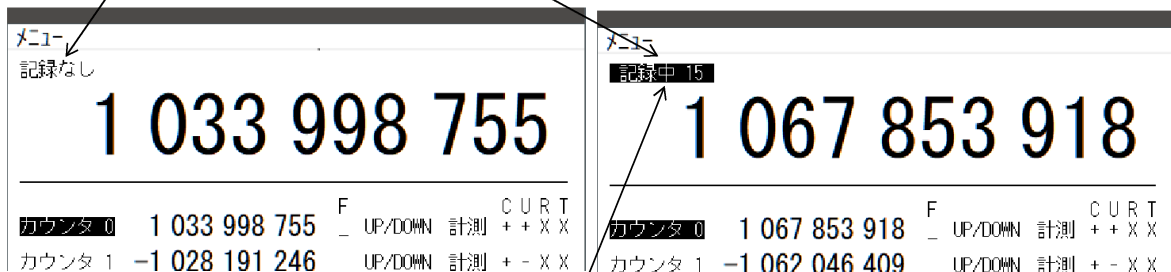 メニュー
記録なし
1 033 998 755
F C U R T
カウンタ 0 1 033 998 755 _ UP/DOWN 計測 + + X X
カウンタ 1 -1 028 191 246 UP/DOWN 計測 + - X X
メニュー
記録中 15
1 067 853 918
F C U R T
カウンタ 0 1 067 853 918 _ UP/DOWN 計測 + + X X
カウンタ 1 -1 062 046 409 UP/DOWN 計測 + - X X